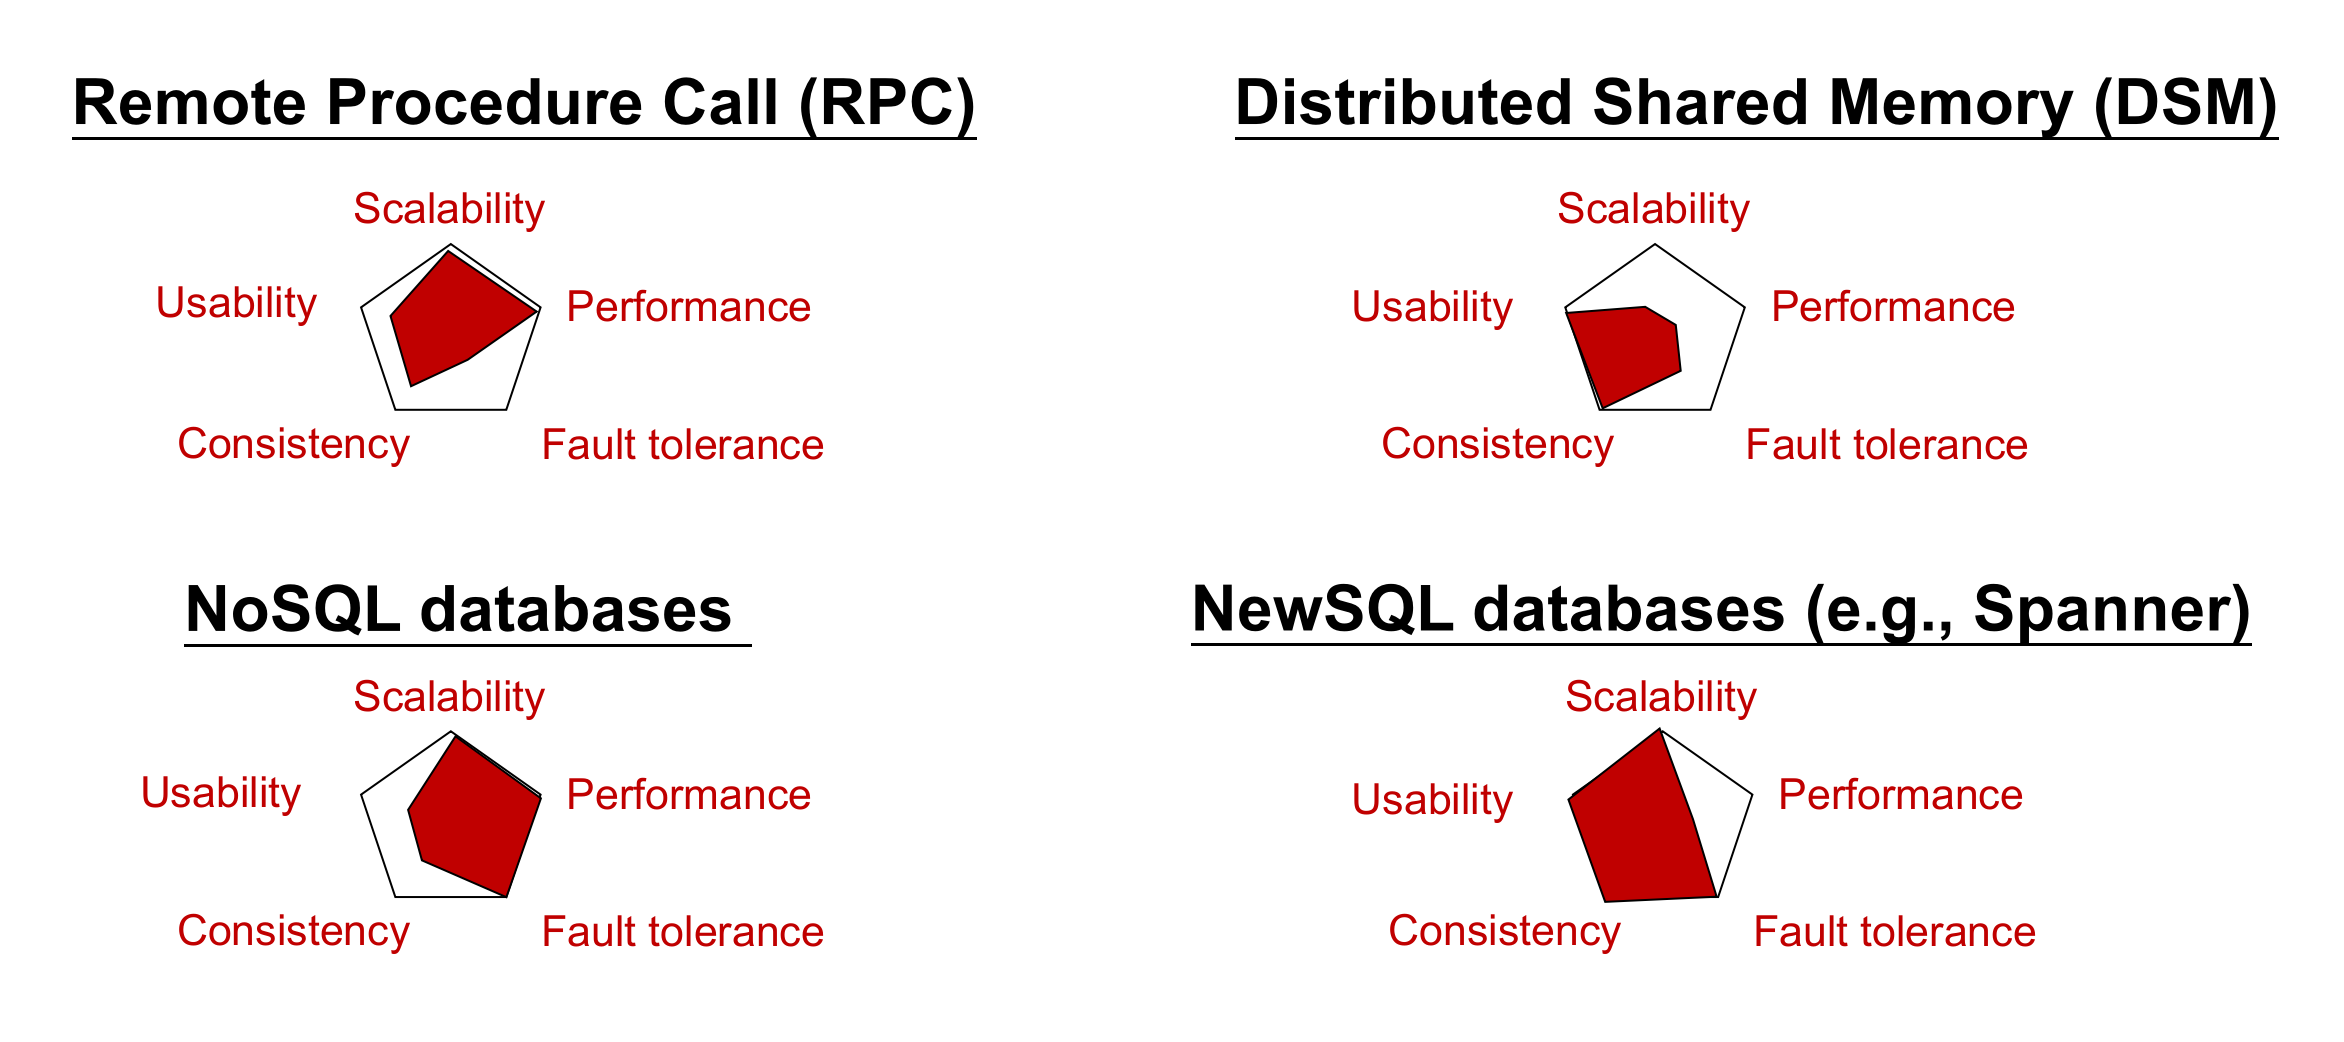 Remote Procedure Call (RPC)
Scalability
Usability
Performance
Consistency
Fault tolerance
Distributed Shared Memory (DSM)
Scalability
Usability
Performance
Consistency
Fault tolerance
NoSQL databases
Scalability
Usability
Performance
Consistency
Fault tolerance
NewSQL databases (e.g., Spanner)
Scalability
Usability
Performance
Consistency
Fault tolerance